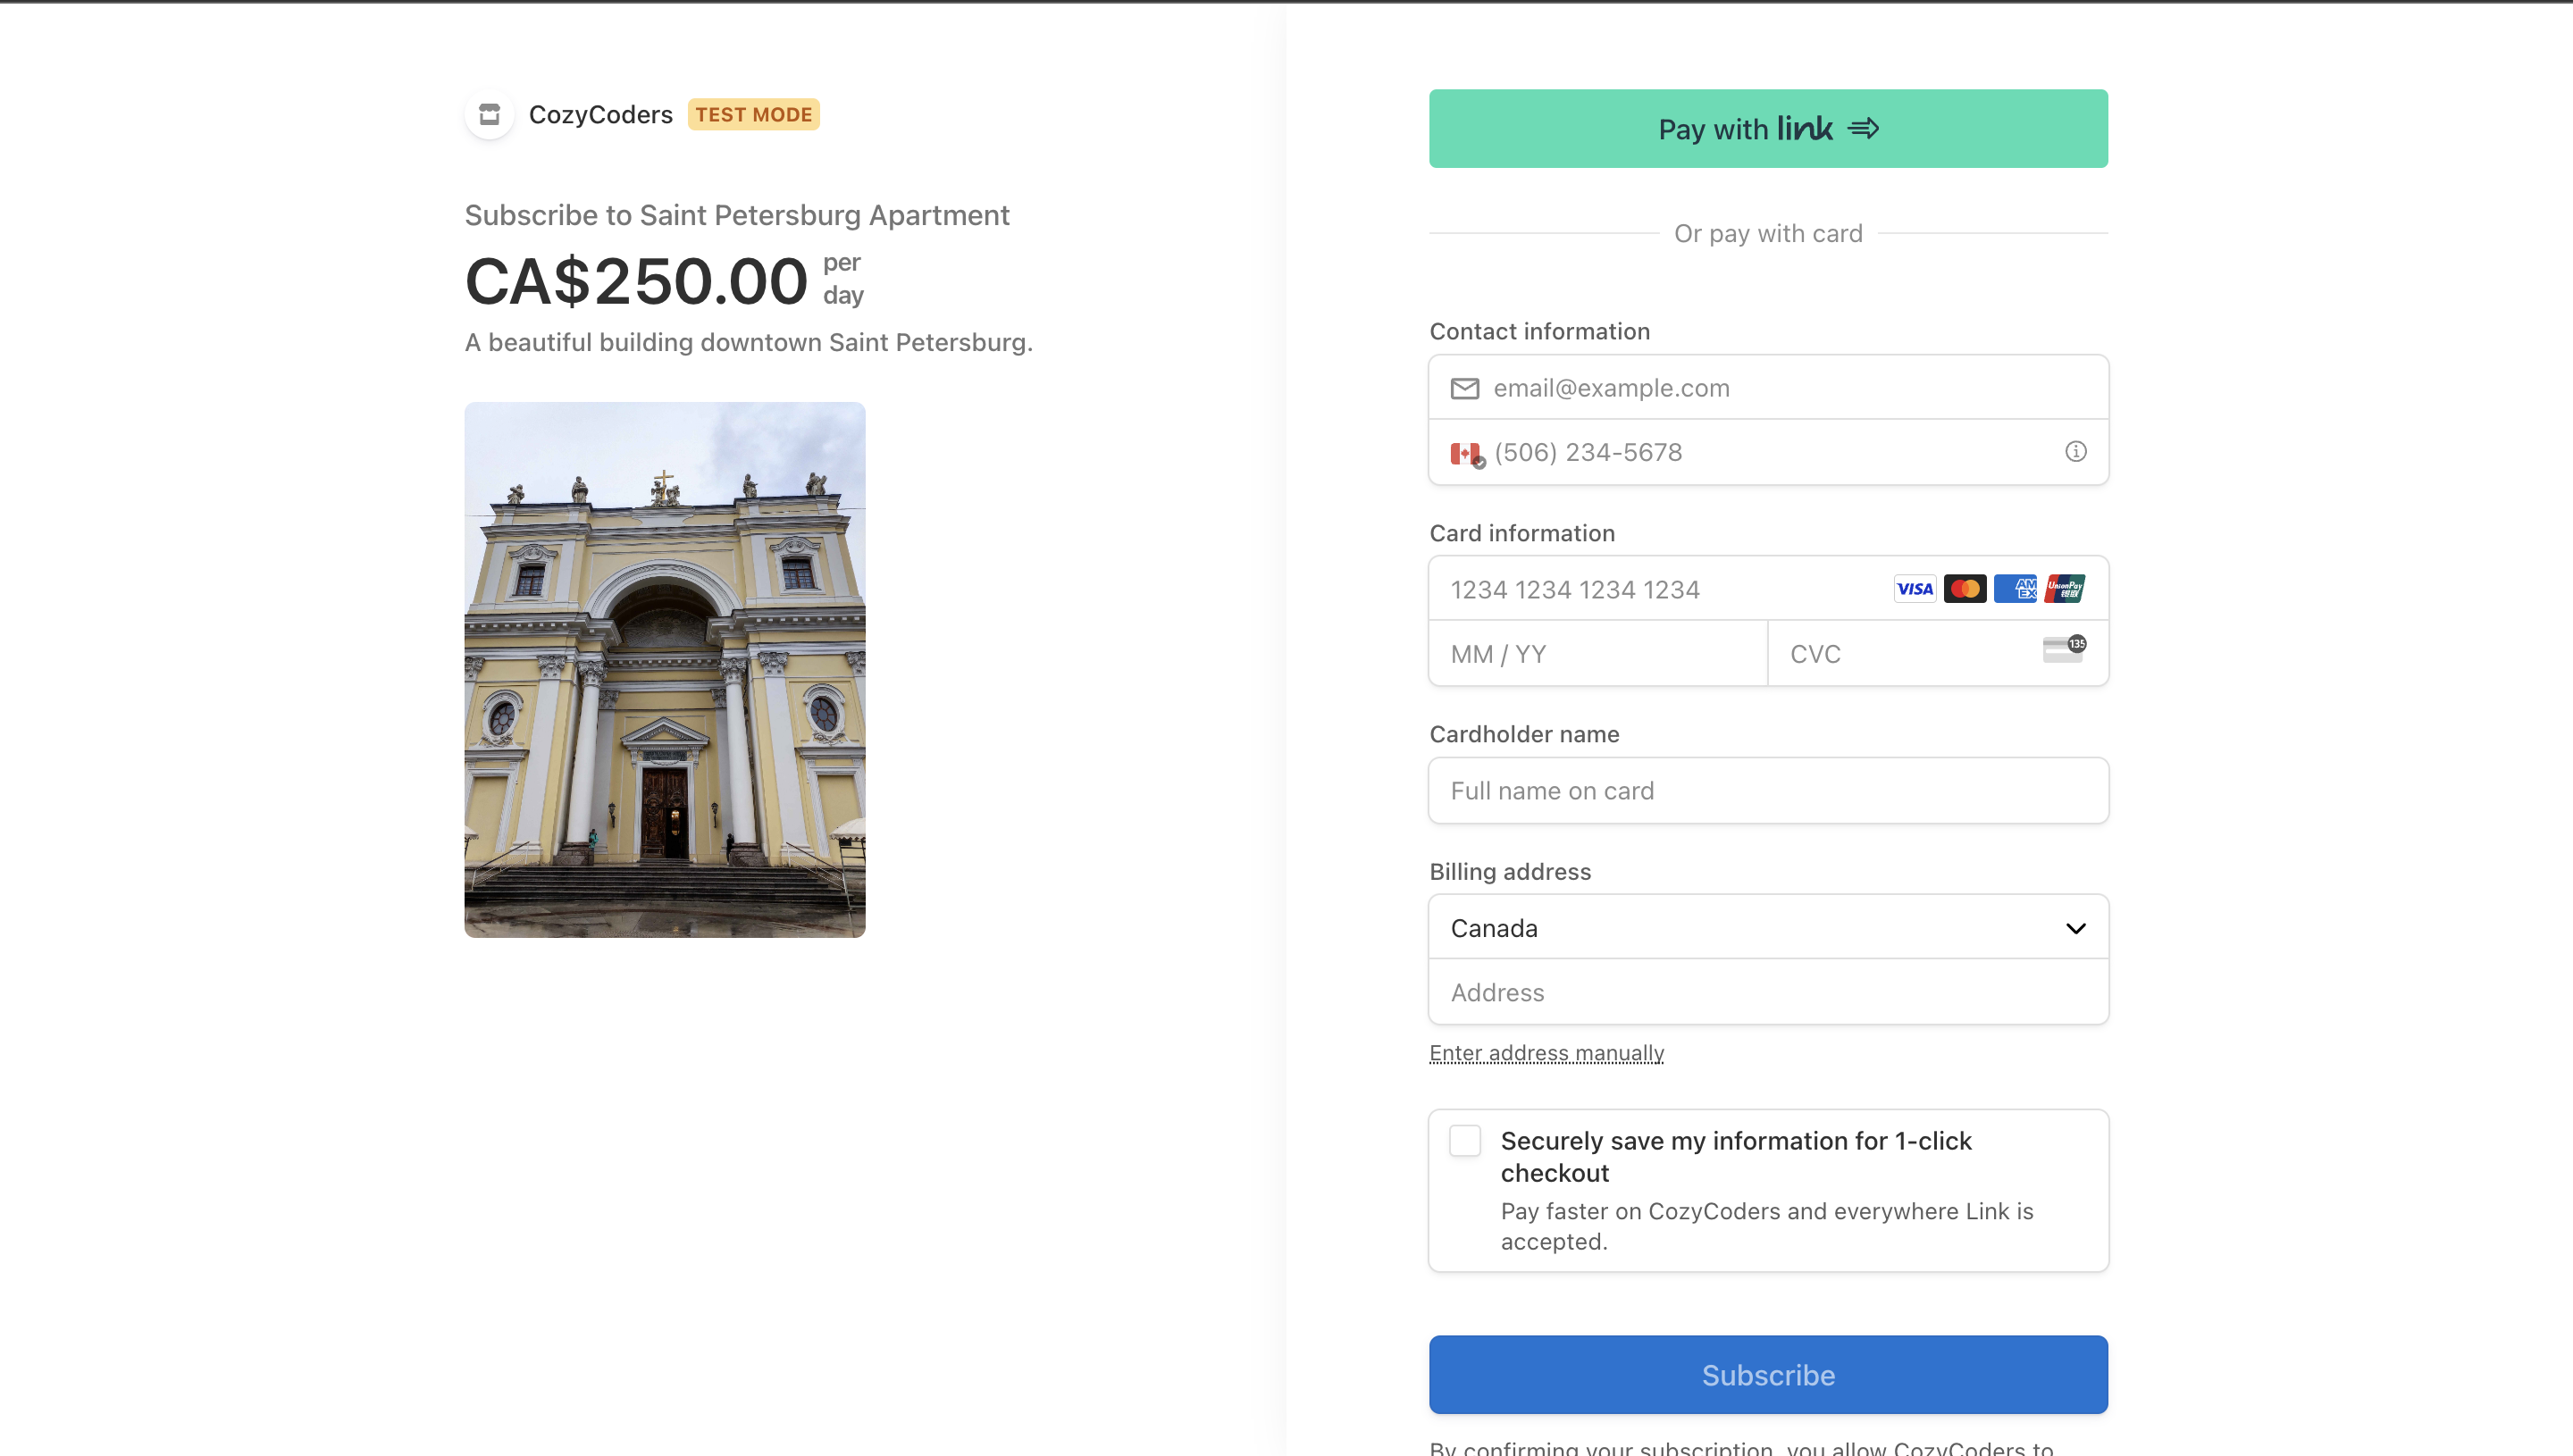 CozyCoders TEST MODE
Subscribe to Saint Petersburg Apartment
CA$250.00 per day
A beautiful building downtown Saint Petersburg.
Pay with link
Or pay with card
Contact information
email@example.com
(506) 234-5678
Card information
1234 1234 1234 1234 VISA AMEX UnionPay 银联
MM / YY CVC 135
Cardholder name
Full name on card
Billing address
Canada
Address
Enter address manually
Securely save my information for 1-click
checkout
Pay faster on CozyCoders and everywhere Link is
accepted.
Subscribe
By confirming your subscription, you allow CozyCoders to